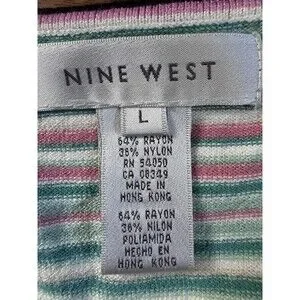 NINE WEST
L
64% RAYON
36% NYLON
RN 54050
CA 08349
MADE IN
HONG KONG
64% RAYON
36% NILON
POLIAMIDA
HECHO EN
HONG KONG